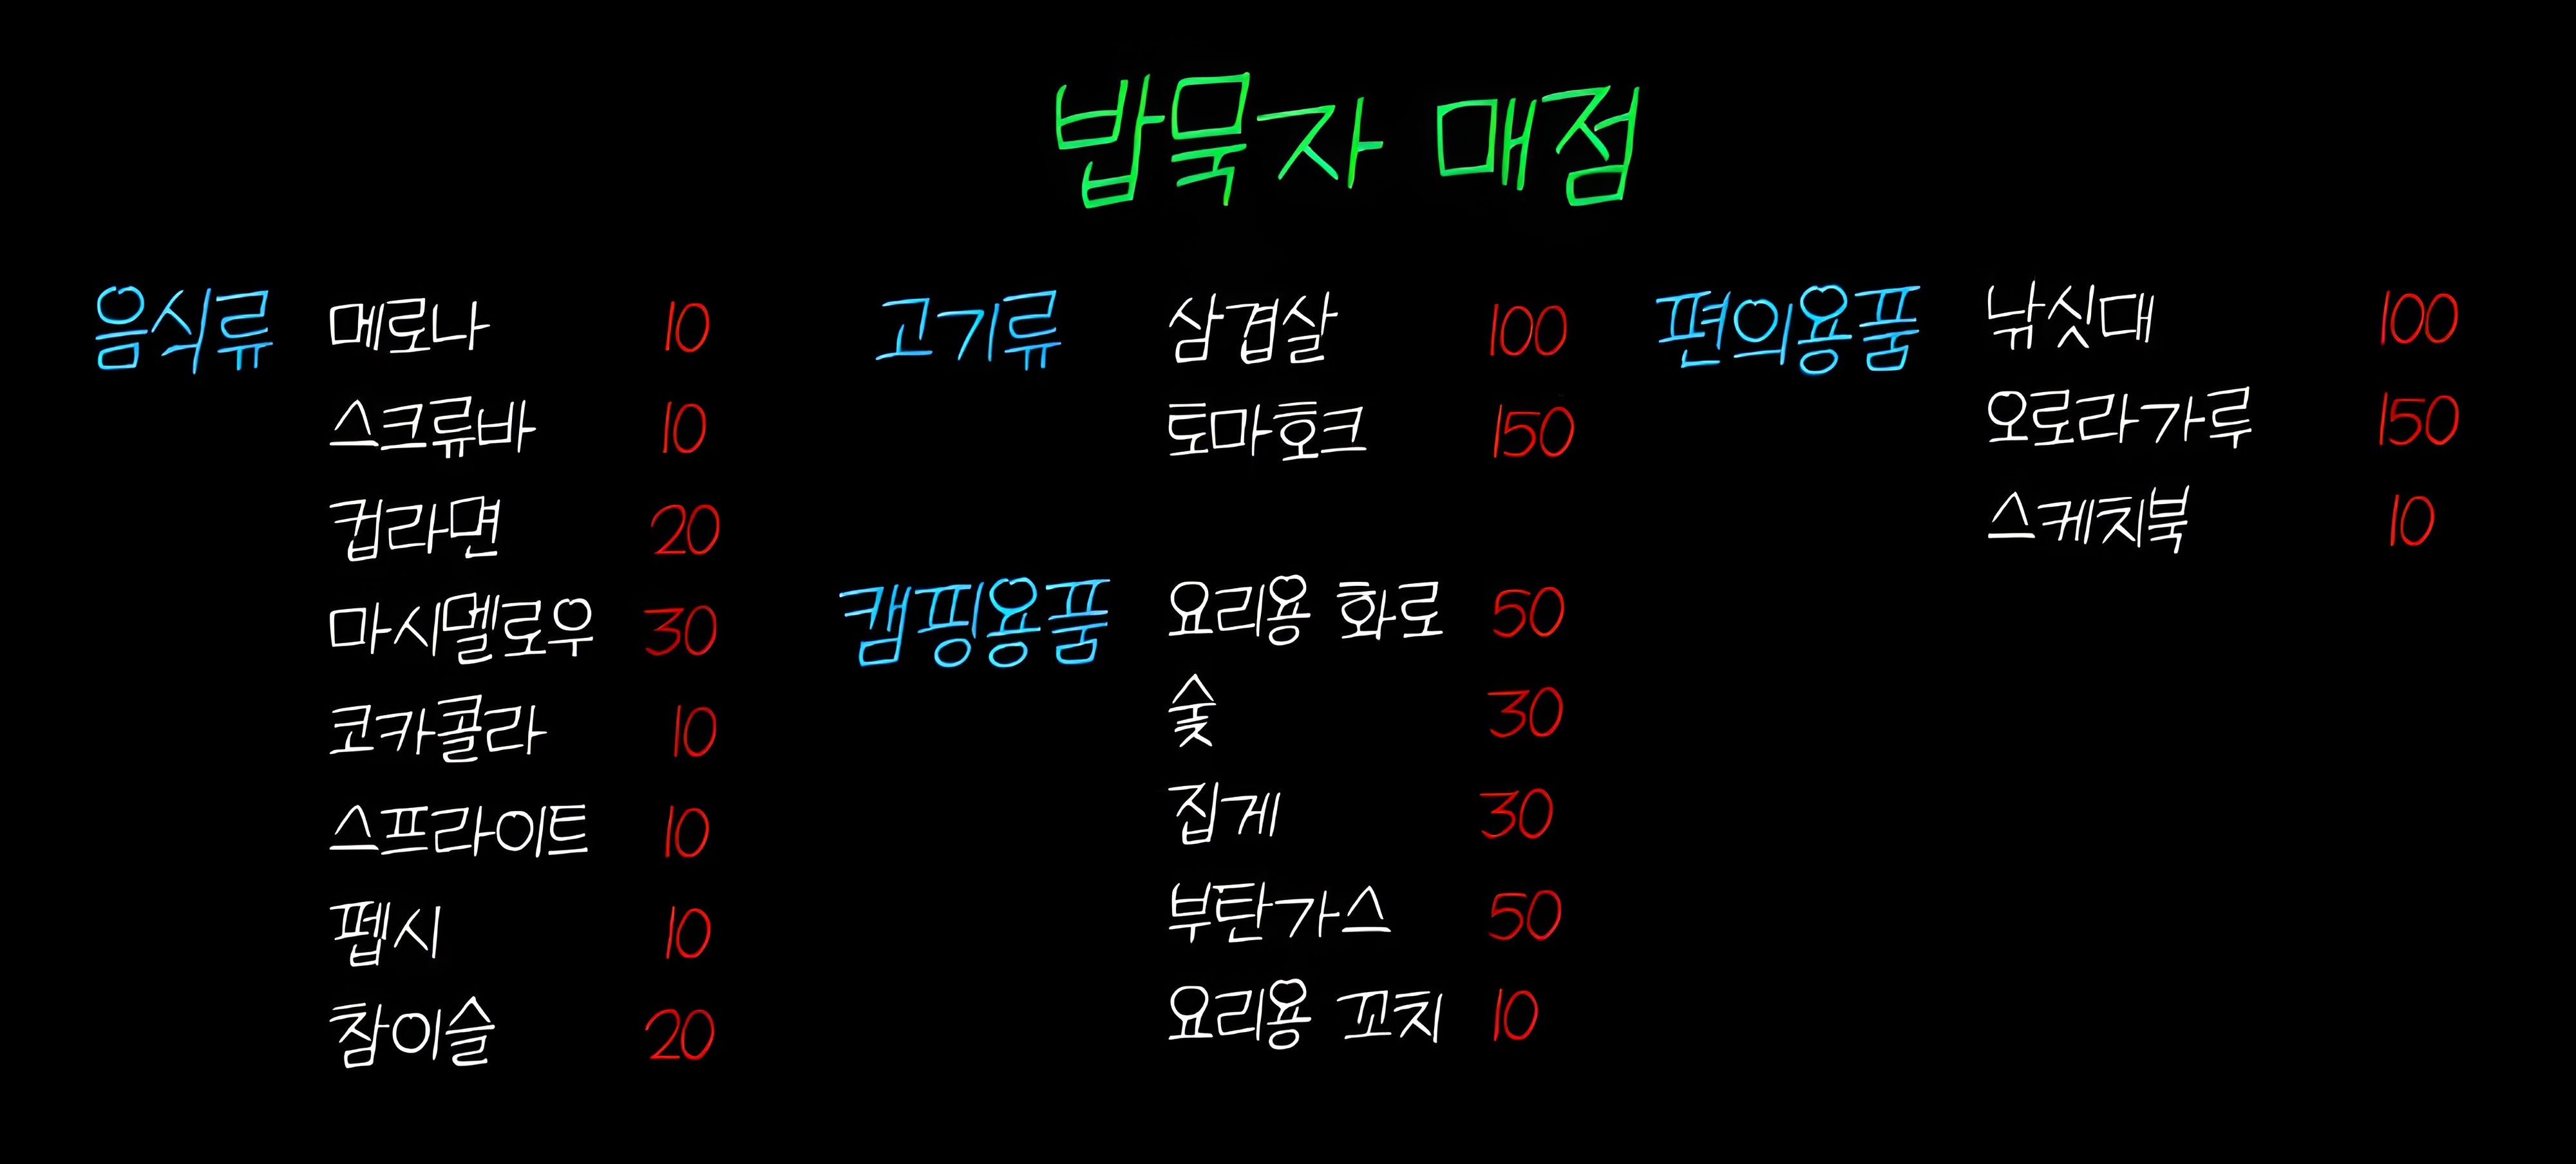 밥묵자 매점
음식류
메로나 10
스크류바 10
컵라면 20
마시멜로우 30
코카콜라 10
스프라이트 10
펩시 10
참이슬 20
고기류
삼겹살 100
토마호크 150
캠핑용품
요리용 화로 50
숯 30
집게 30
부탄가스 50
요리용 꼬치 10
편의용품
낚싯대 100
오로라가루 150
스케치북 10